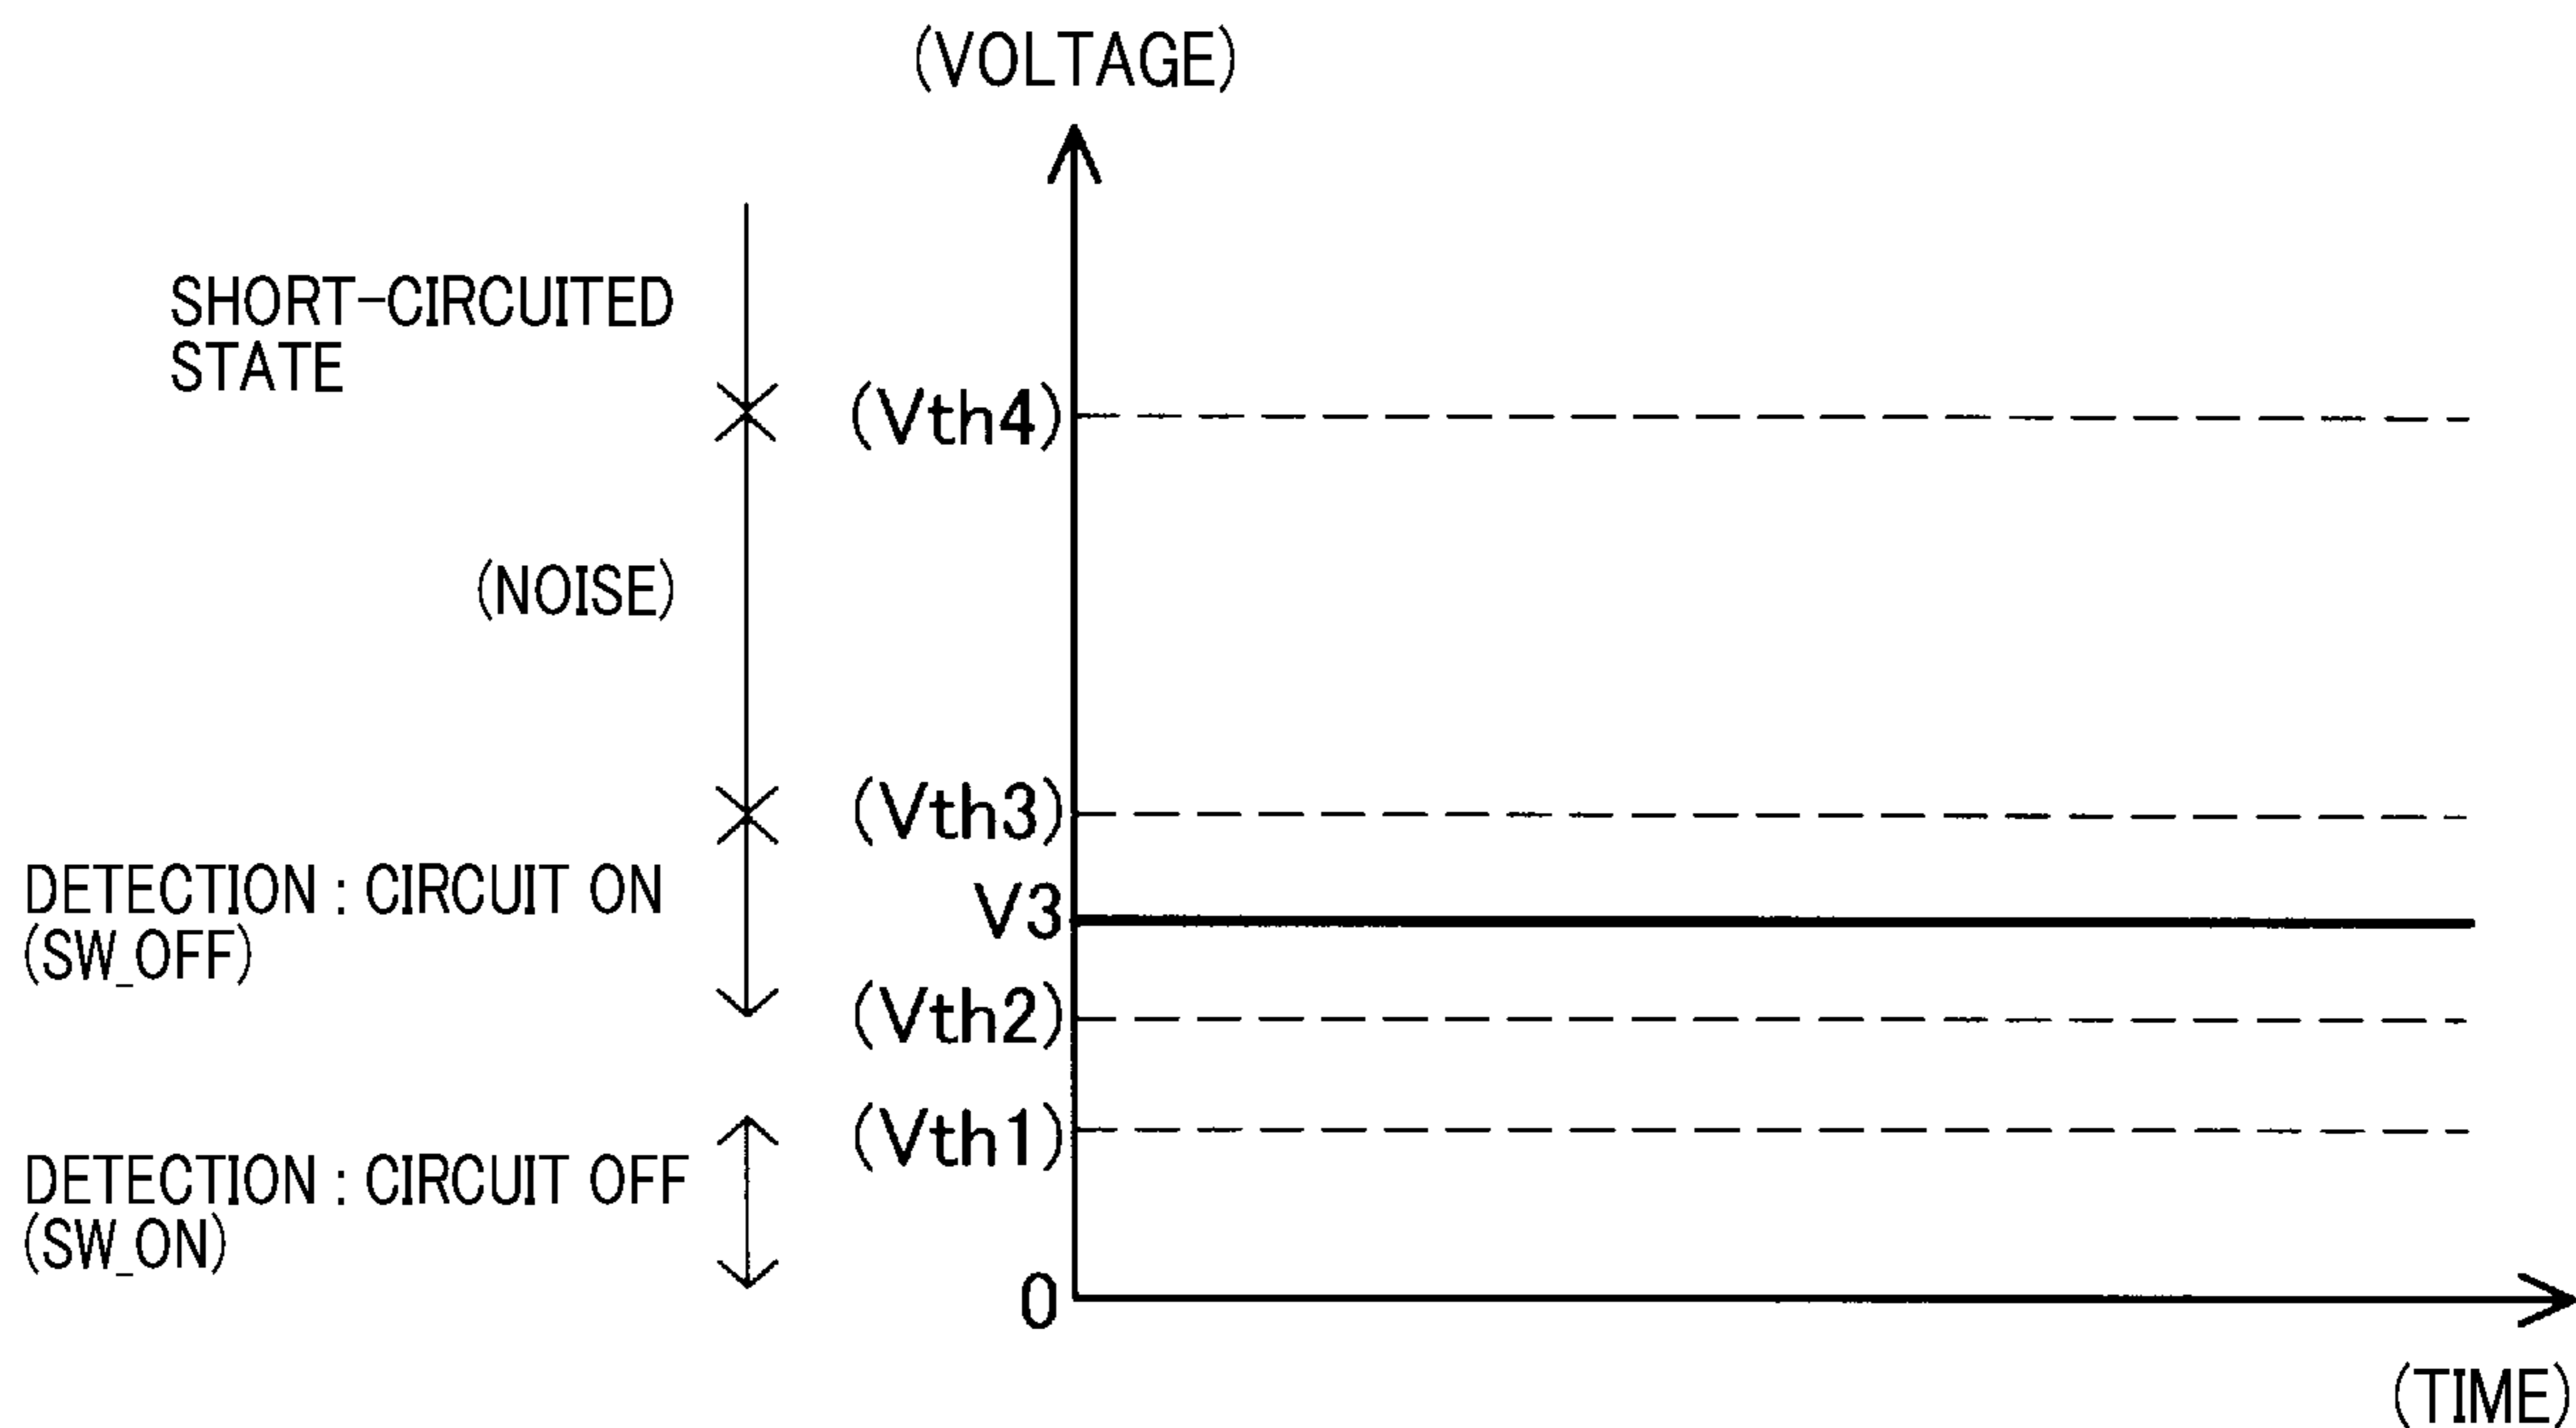 (VOLTAGE)
SHORT-CIRCUITED
STATE
(Vth4)
(NOISE)
(Vth3)
DETECTION : CIRCUIT ON
(SW_OFF)
V3
(Vth2)
(Vth1)
DETECTION : CIRCUIT OFF
(SW_ON)
0
(TIME)